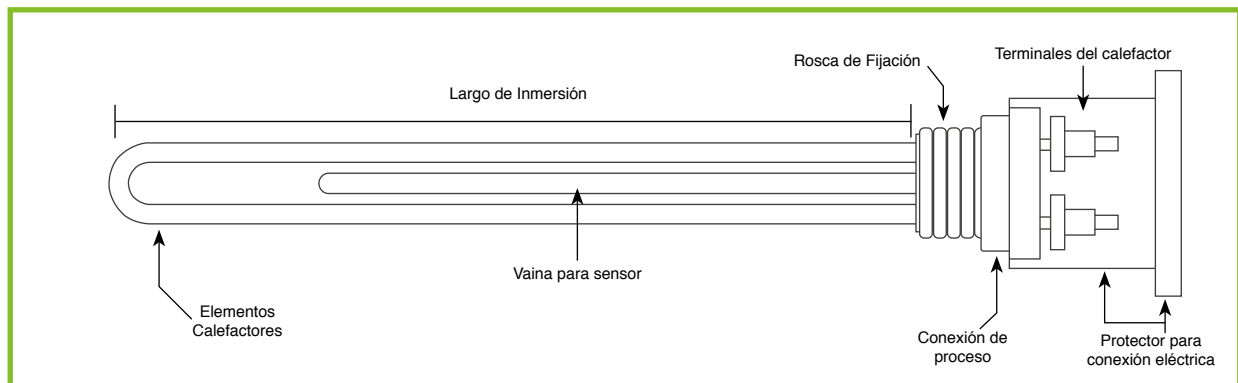 Terminales del calefactor
Rosca de Fijación
Largo de Inmersión
Vaina para sensor
Elementos
Calefactores
Conexión de
proceso
Protector para
conexión eléctrica